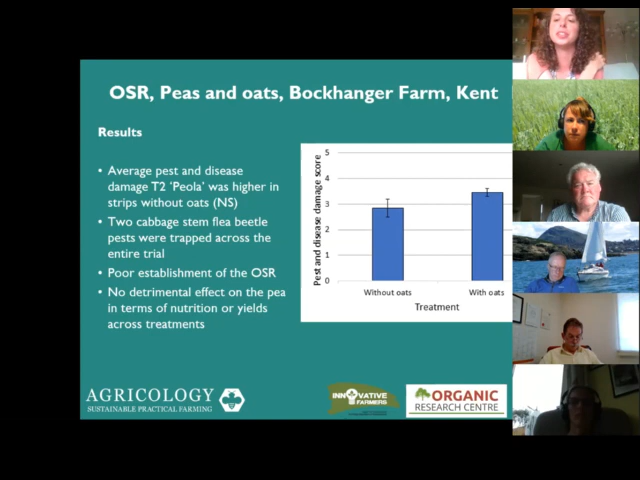 OSR, Peas and oats, Bockhanger Farm, Kent
Results
• Average pest and disease
damage T2 ‘Peola’ was higher in
strips without oats (NS)
• Two cabbage stem flea beetle
pests were trapped across the
entire trial
• Poor establishment of the OSR
• No detrimental effect on the pea
in terms of nutrition or yields
across treatments
Pest and disease damage score
5
4
3
2
1
0
Without oats
With oats
Treatment
AGRICOLOGY
SUSTAINABLE PRACTICAL FARMING
INNOVATIVE
FARMERS
ORGANIC
RESEARCH CENTRE